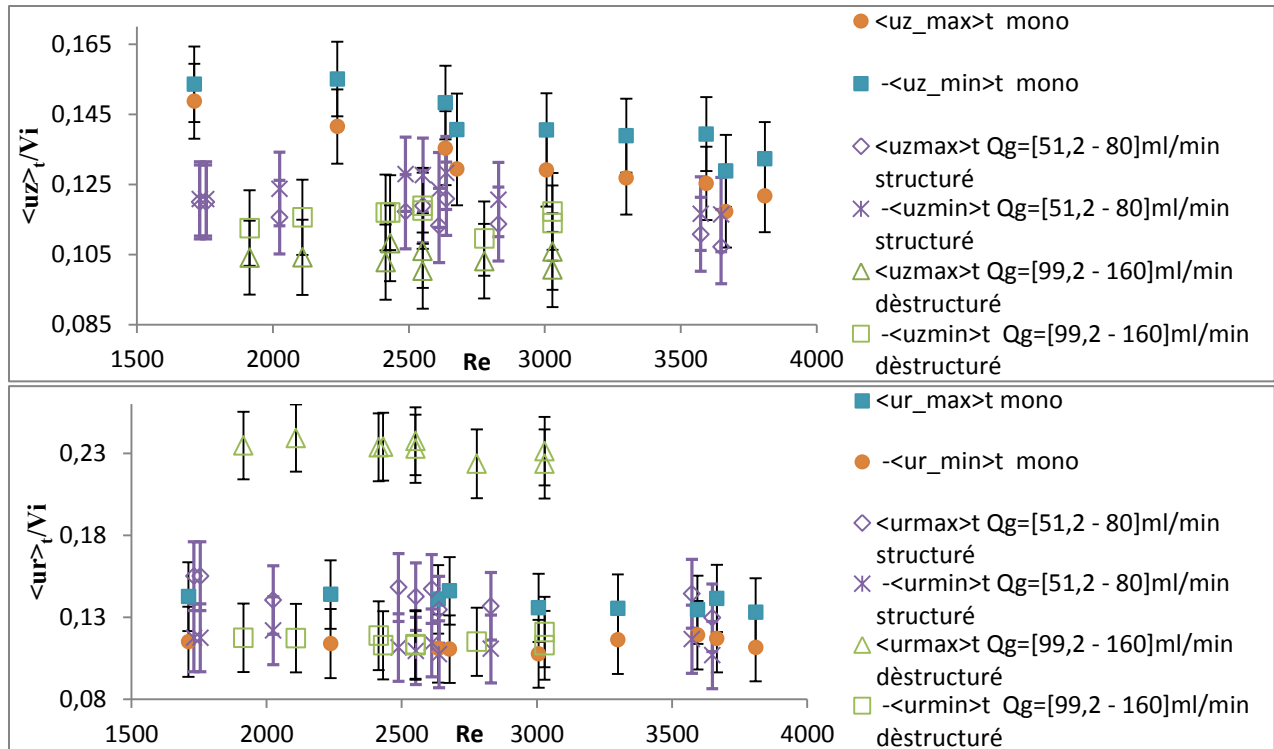 0,165
0,145
0,125
0,105
0,085
<uz>t/Vi
1500 2000 2500 3000 3500 4000
Re
<uz_max>t mono
-<uz_min>t mono
<uzmax>t Qg=[51,2 - 80]ml/min
structuré
-<uzmin>t Qg=[51,2 - 80]ml/min
structuré
<uzmax>t Qg=[99,2 - 160]ml/min
dèstructuré
-<uzmin>t Qg=[99,2 - 160]ml/min
dèstructuré
0,23
0,18
0,13
0,08
<ur>t/Vi
1500 2000 2500 3000 3500 4000
Re
<ur_max>t mono
-<ur_min>t mono
<urmax>t Qg=[51,2 - 80]ml/min
structuré
-<urmin>t Qg=[51,2 - 80]ml/min
structuré
<urmax>t Qg=[99,2 - 160]ml/min
dèstructuré
-<urmin>t Qg=[99,2 - 160]ml/min
dèstructuré